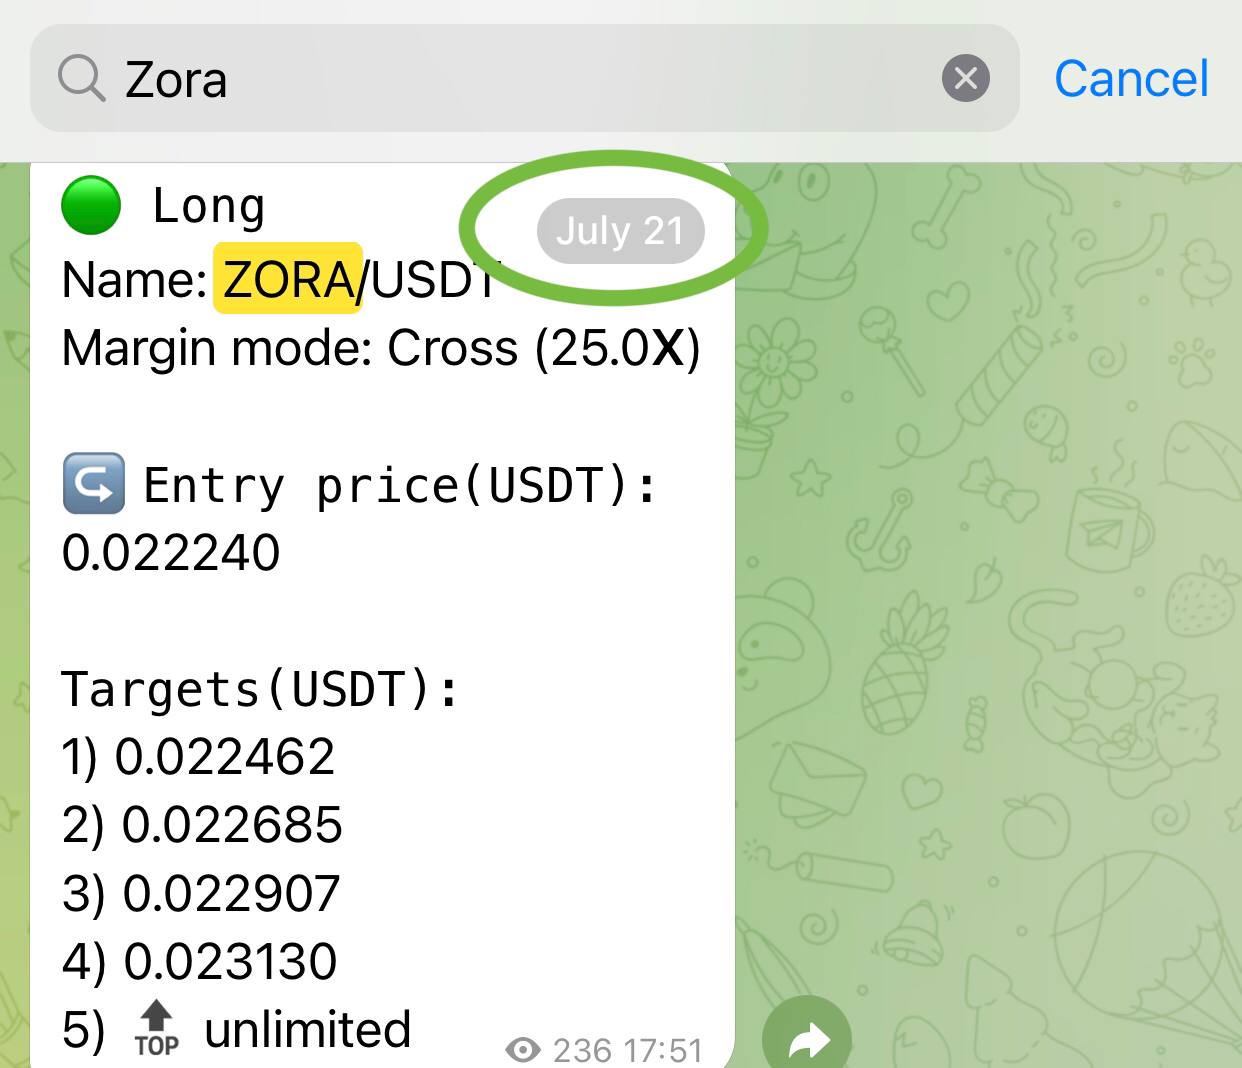 Zora
Cancel
Long
July 21
Name: ZORA/USDT
Margin mode: Cross (25.0X)
Entry price(USDT):
0.022240
Targets(USDT):
1) 0.022462
2) 0.022685
3) 0.022907
4) 0.023130
5) TOP unlimited
236 17:51